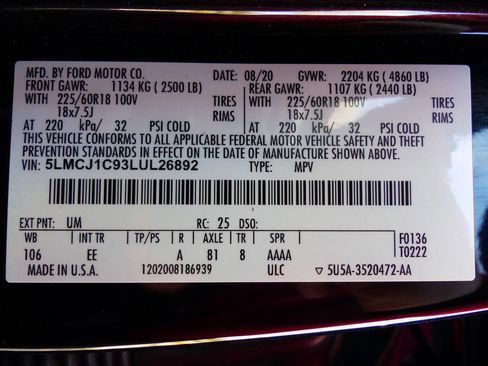 MFD. BY FORD MOTOR CO. 08/20 GVWR: 2204 KG ( 4860 LB)
FRONT GAWR: 1134 KG ( 2500 LB) REAR GAWR: 1107 KG ( 2440 LB)
WITH 225/60R18 100V TIRES WITH 225/60R18 100V TIRES
18x7.5J RIMS 18x7.5J RIMS
AT 220 kPa/ 32 PSI COLD AT 220 kPa/ 32 PSI COLD
THIS VEHICLE CONFORMS TO ALL APPLICABLE FEDERAL MOTOR VEHICLE SAFETY AND THEFT PREVENTION
STANDARDS IN EFFECT ON THE DATE OF MANUFACTURE SHOWN ABOVE.
VIN: 5LMCJ1C93LUL26892 TYPE: MPV
EXT PNT: UM RC: 25 DSO:
WB INT TR TP/PS R AXLE TR SPR F0136
106 EE A 81 8 AAAA T0222
MADE IN U.S.A. 1202008186939 ULC ▽ 5U5A-3520472-AA